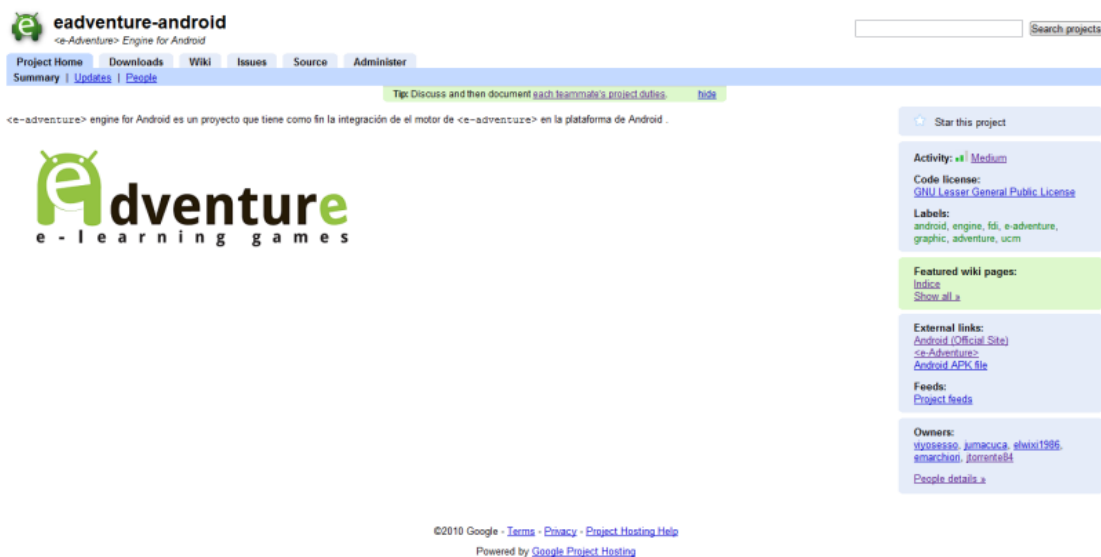 eadventure-android
<e-Adventure> Engine for Android
Search projects
Project Home Downloads Wiki Issues Source Administer
Summary | Updates | People
Tip: Discuss and then document each teammate's project duties. hide
<e-adventure> engine for Android es un proyecto que tiene como fin la integración de el motor de <e-adventure> en la plataforma de Android .
eAdventure
e-learning games
Star this project
Activity: Medium
Code license:
GNU Lesser General Public License
Labels:
android, engine, fdi, e-adventure,
graphic, adventure, ucm
Featured wiki pages:
Indice
Show all »
External links:
Android (Official Site)
<e-Adventure>
Android APK file
Feeds:
Project feeds
Owners:
viyosesso, jumacuca, elwixi1986,
emarchiori, jtorrente84
People details »
©2010 Google - Terms - Privacy - Project Hosting Help
Powered by Google Project Hosting